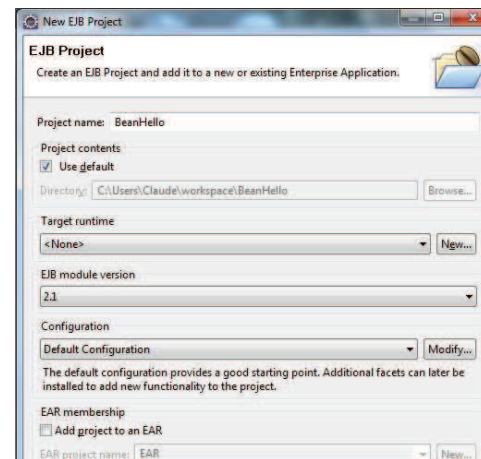 New EJB Project
EJB Project
Create an EJB Project and add it to a new or existing Enterprise Application.
Project name: BeanHello
Project contents
Use default
Directory: C:\Users\Claude\workspace\BeanHello Browse...
Target runtime
<None> New...
EJB module version
2.1
Configuration
Default Configuration Modify...
The default configuration provides a good starting point. Additional facets can later be
installed to add new functionality to the project.
EAR membership
Add project to an EAR
EAR project name: EAR New...